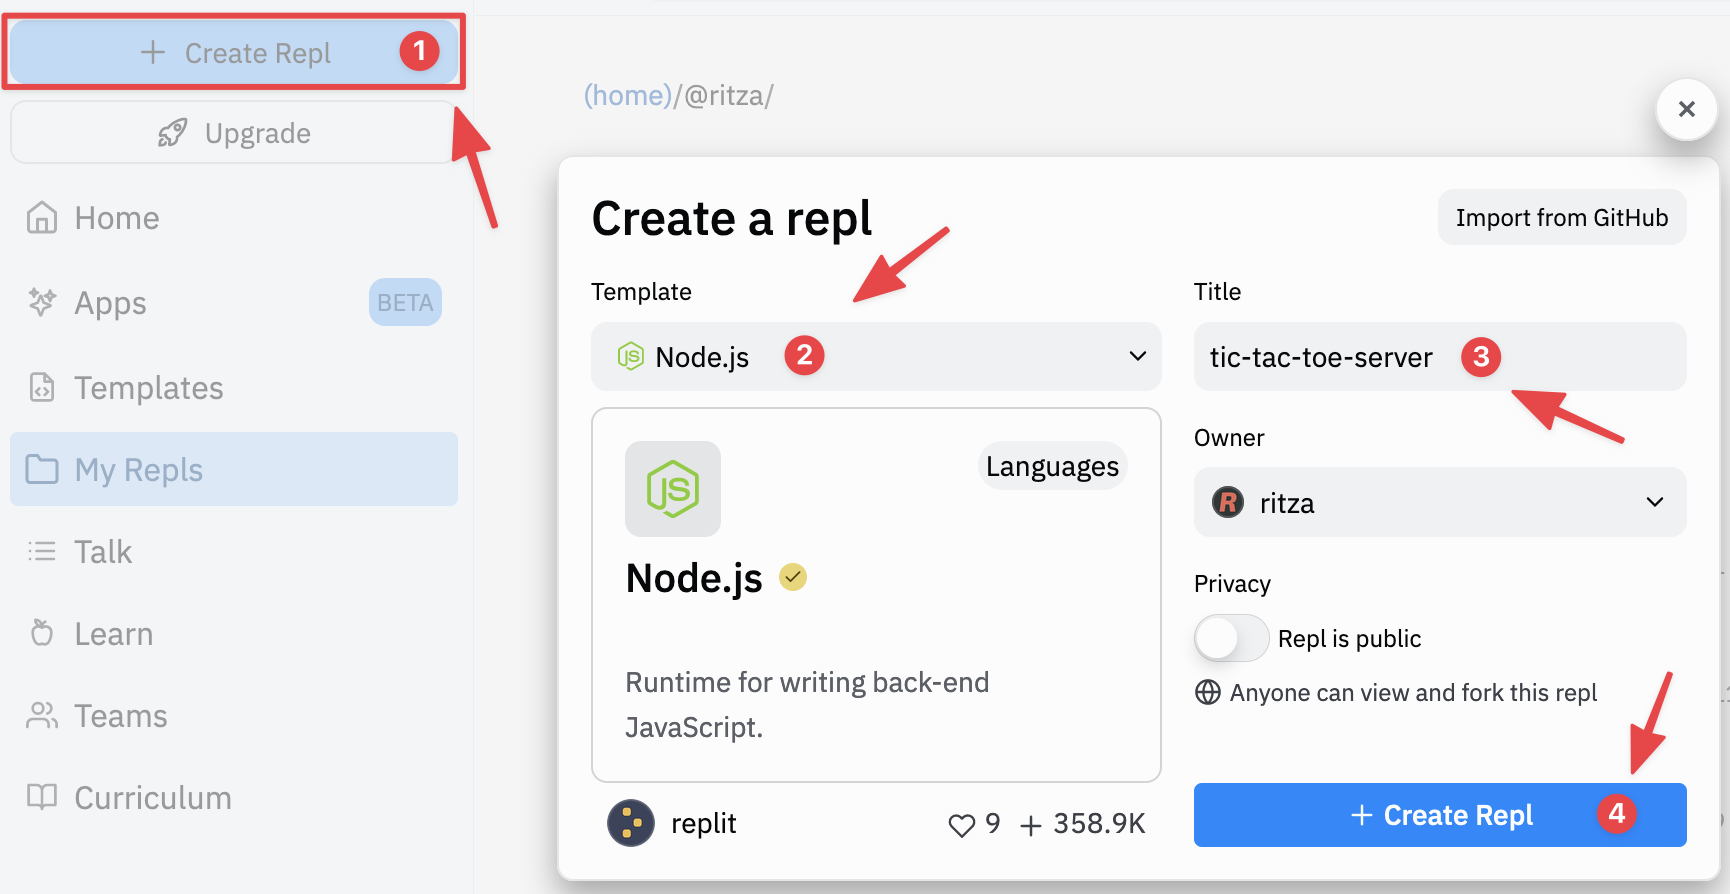 + Create Repl 1
Upgrade
Home
Apps BETA
Templates
My Repls
Talk
Learn
Teams
Curriculum
(home)/@ritza/
Create a repl
Import from GitHub
Template
JS Node.js 2
JS
Languages
Node.js
Runtime for writing back-end
JavaScript.
replit
9 + 358.9K
Title
tic-tac-toe-server 3
Owner
R ritza
Privacy
Repl is public
Anyone can view and fork this repl
+ Create Repl 4